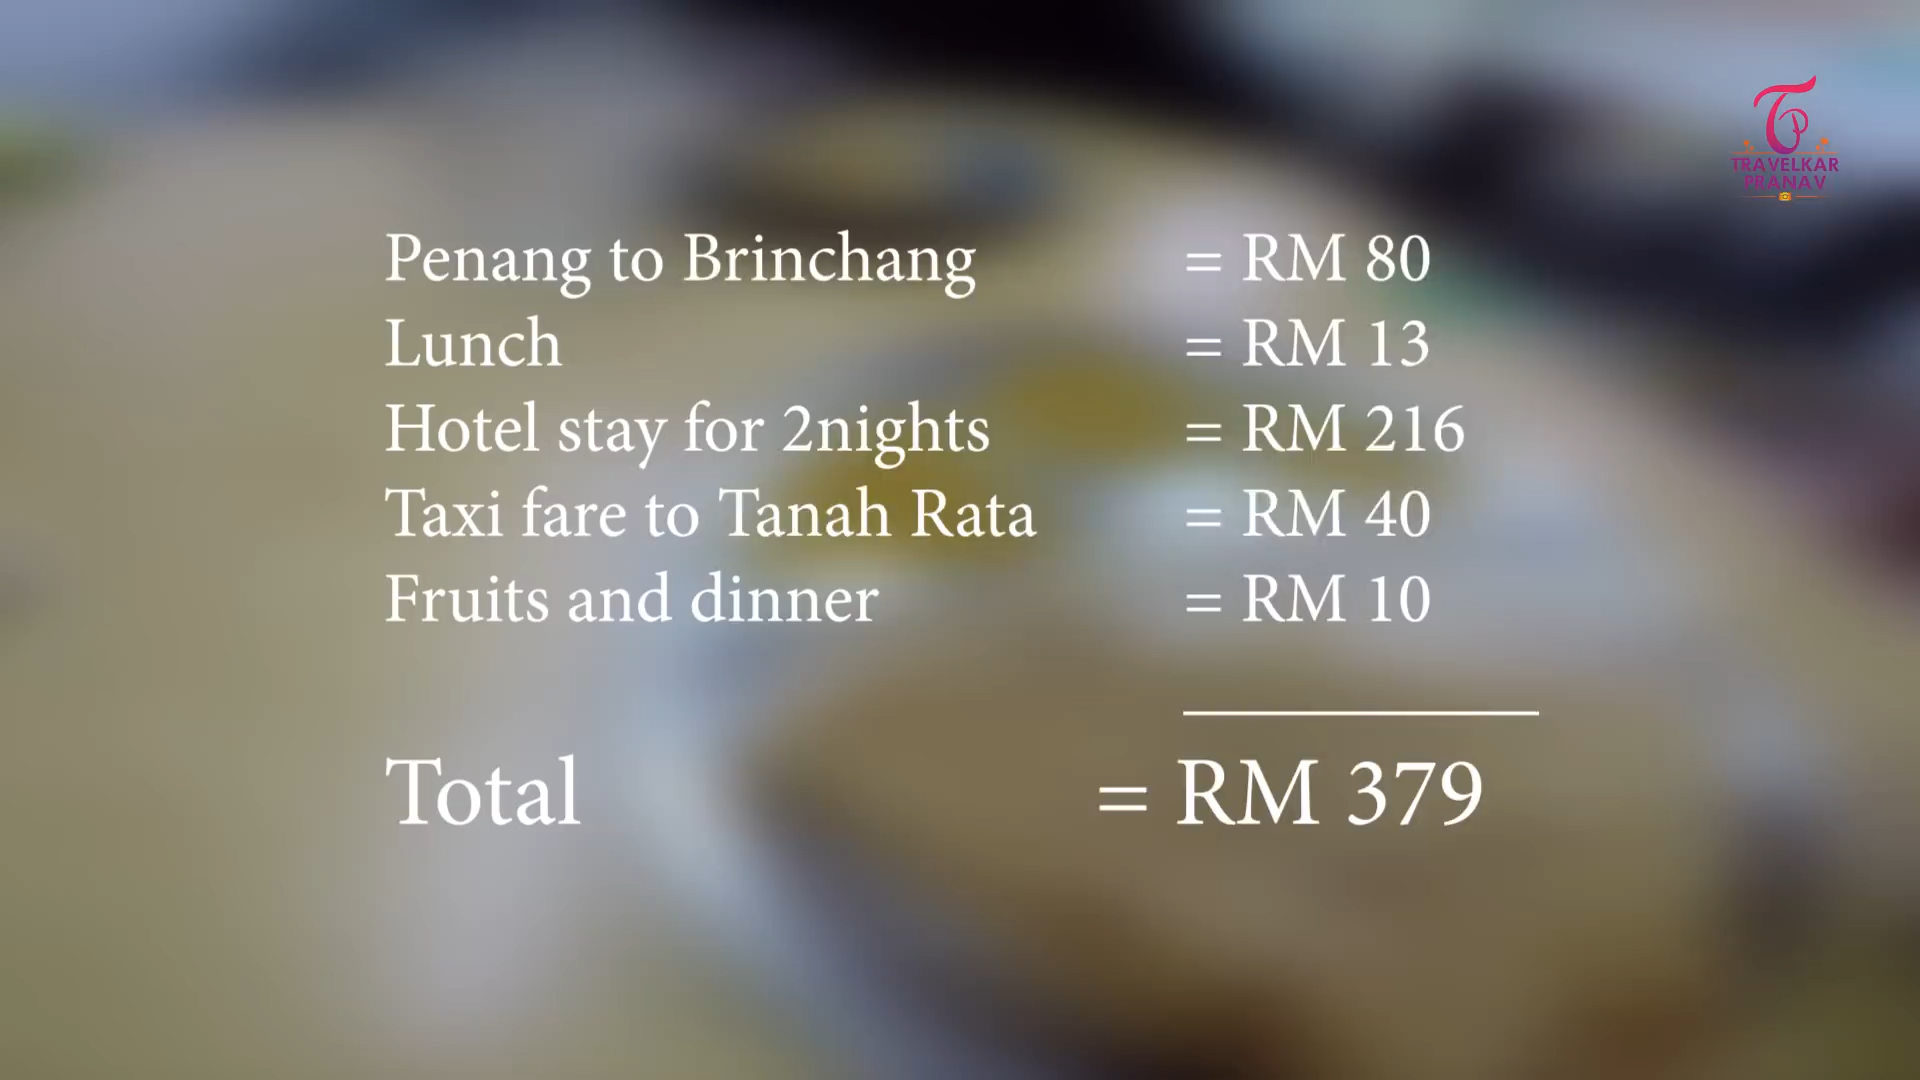 TRAVELKAR
PRANAV
Penang to Brinchang = RM 80
Lunch = RM 13
Hotel stay for 2nights = RM 216
Taxi fare to Tanah Rata = RM 40
Fruits and dinner = RM 10
Total = RM 379